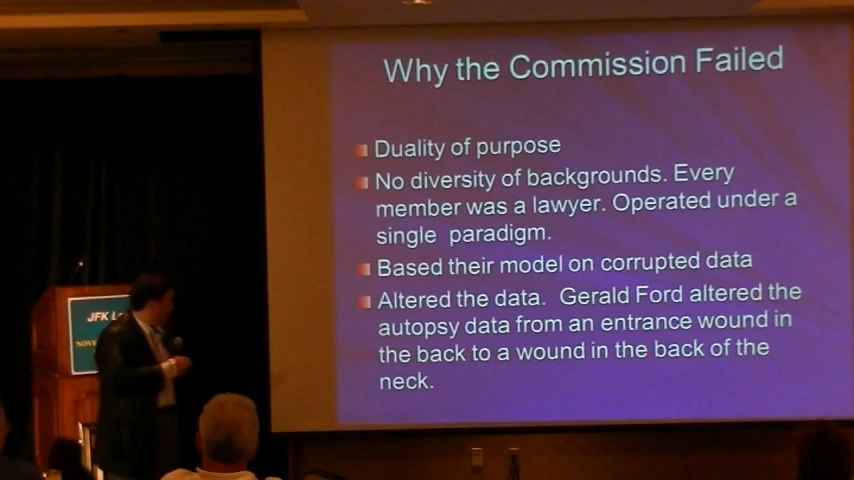 Why the Commission Failed
Duality of purpose
No diversity of backgrounds. Every
member was a lawyer. Operated under a
single paradigm.
Based their model on corrupted data
Altered the data. Gerald Ford altered the
autopsy data from an entrance wound in
the back to a wound in the back of the
neck.
JFK